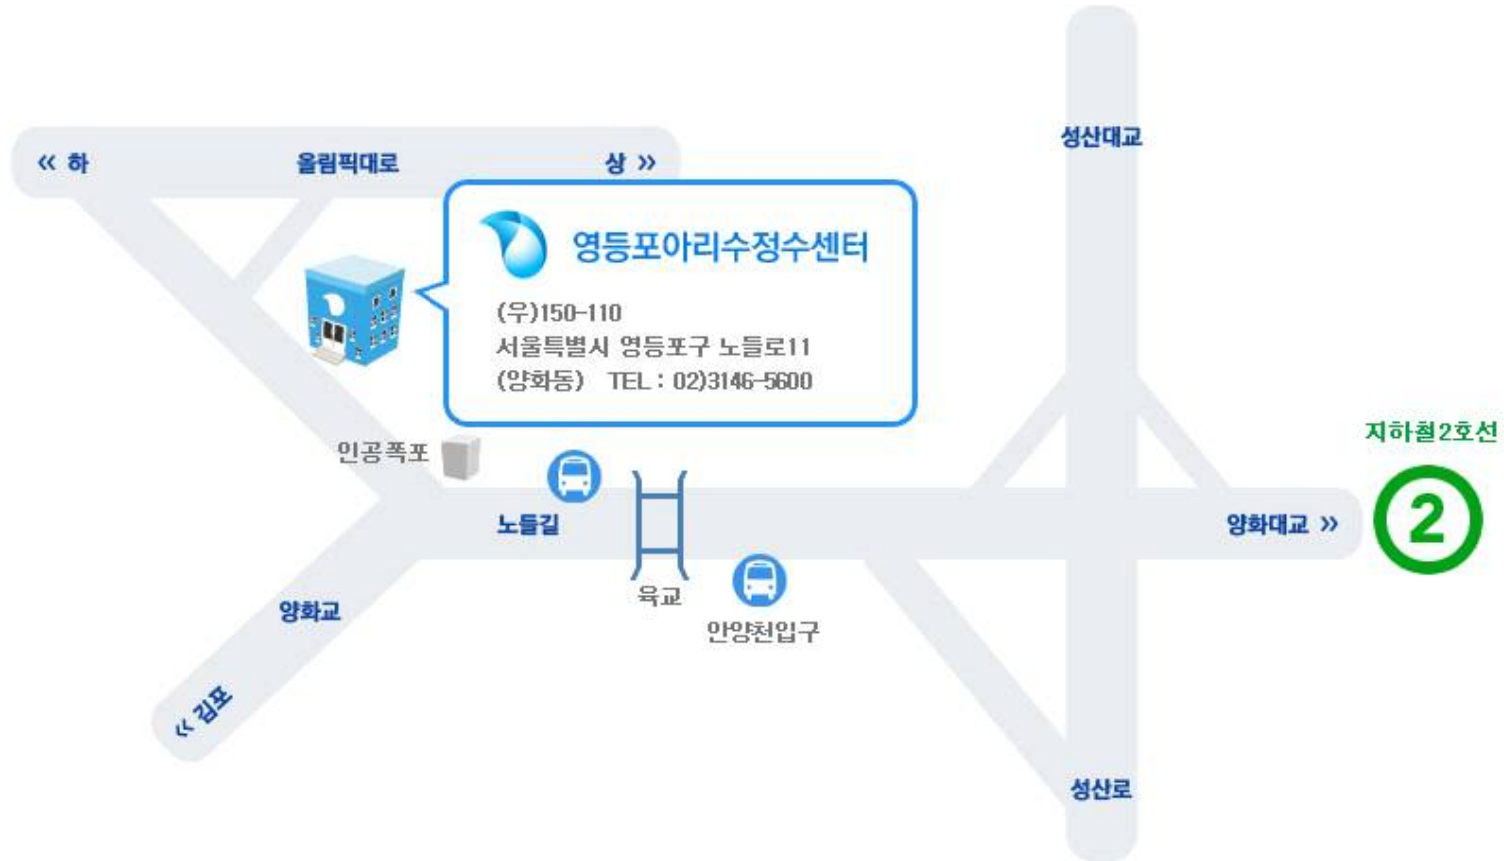 성산대교
<< 하
올림픽대로
상 >>
영등포아리수정수센터
(우)150-110
서울특별시 영등포구 노들로11
(양화동) TEL : 02)3146-5600
지하철2호선
인공폭포
노들길
양화대교 >>
2
육교
양화교
안양천입구
<< 김포
성산로